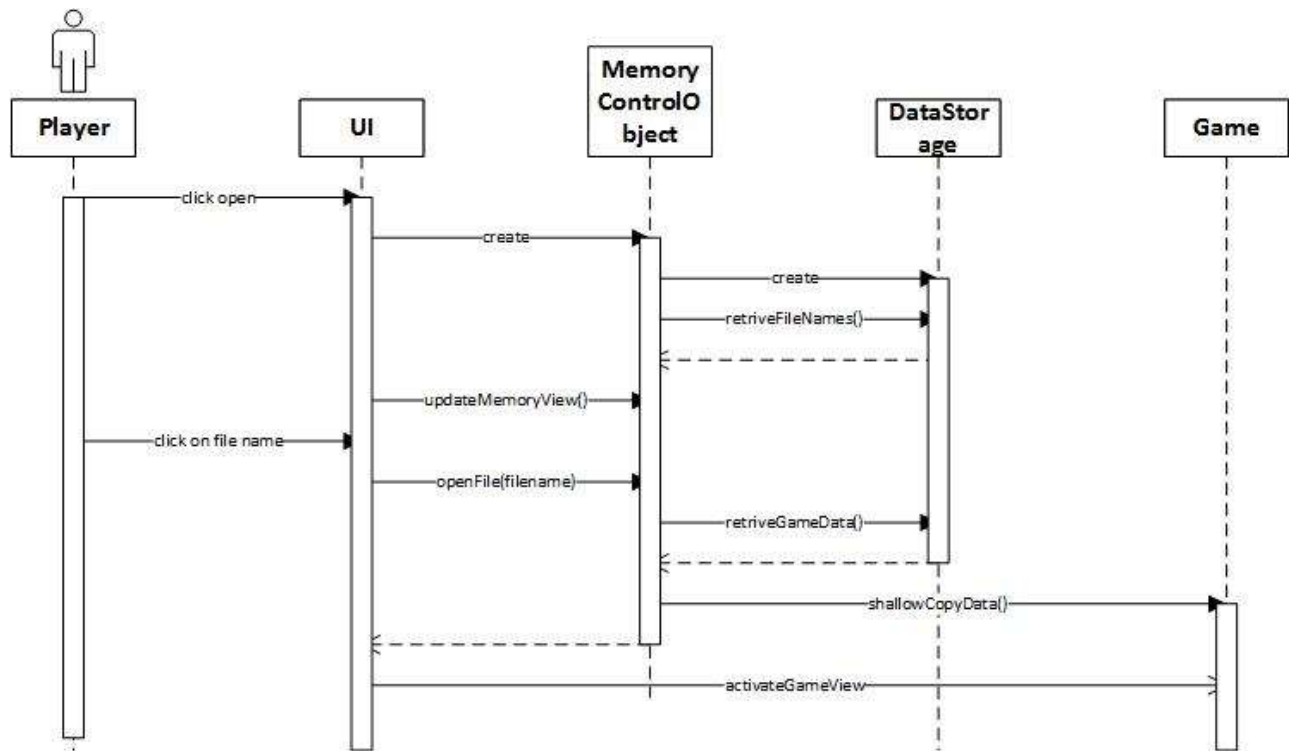 Player
UI
Memory
ControlO
bject
DataStor
age
Game
click open
create
create
retriveFileNames()
updateMemoryView()
click on file name
openFile(filename)
retriveGameData()
shallowCopyData()
activateGameView